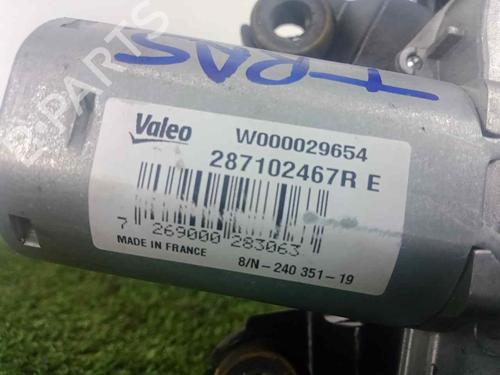 TRAS
Valeo
W000029654
287102467R E
7 269000 283063
MADE IN FRANCE
8/N-240 351-19